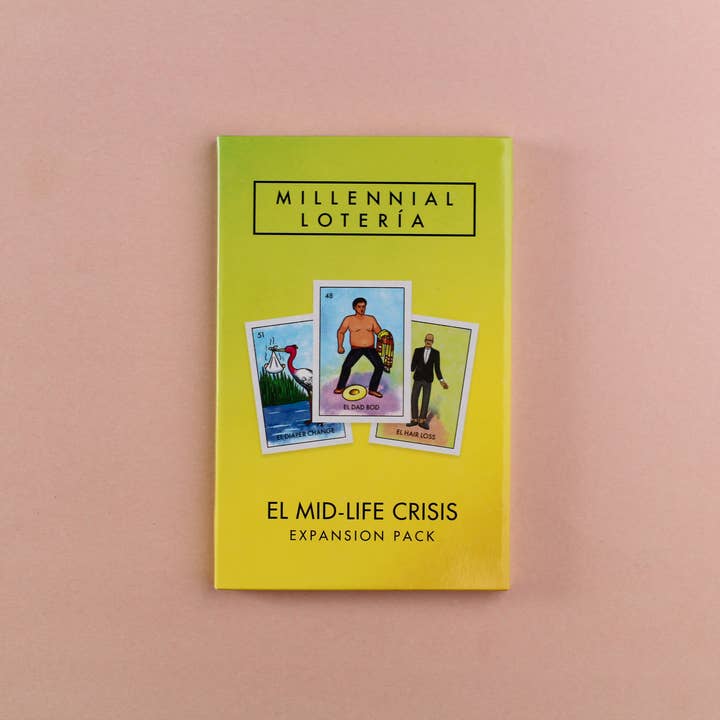 MILLENNIAL
LOTERÍA
48
EL DAD BOD
51
EL DIAPER CHANGE
EL HAIR LOSS
EL MID-LIFE CRISIS
EXPANSION PACK